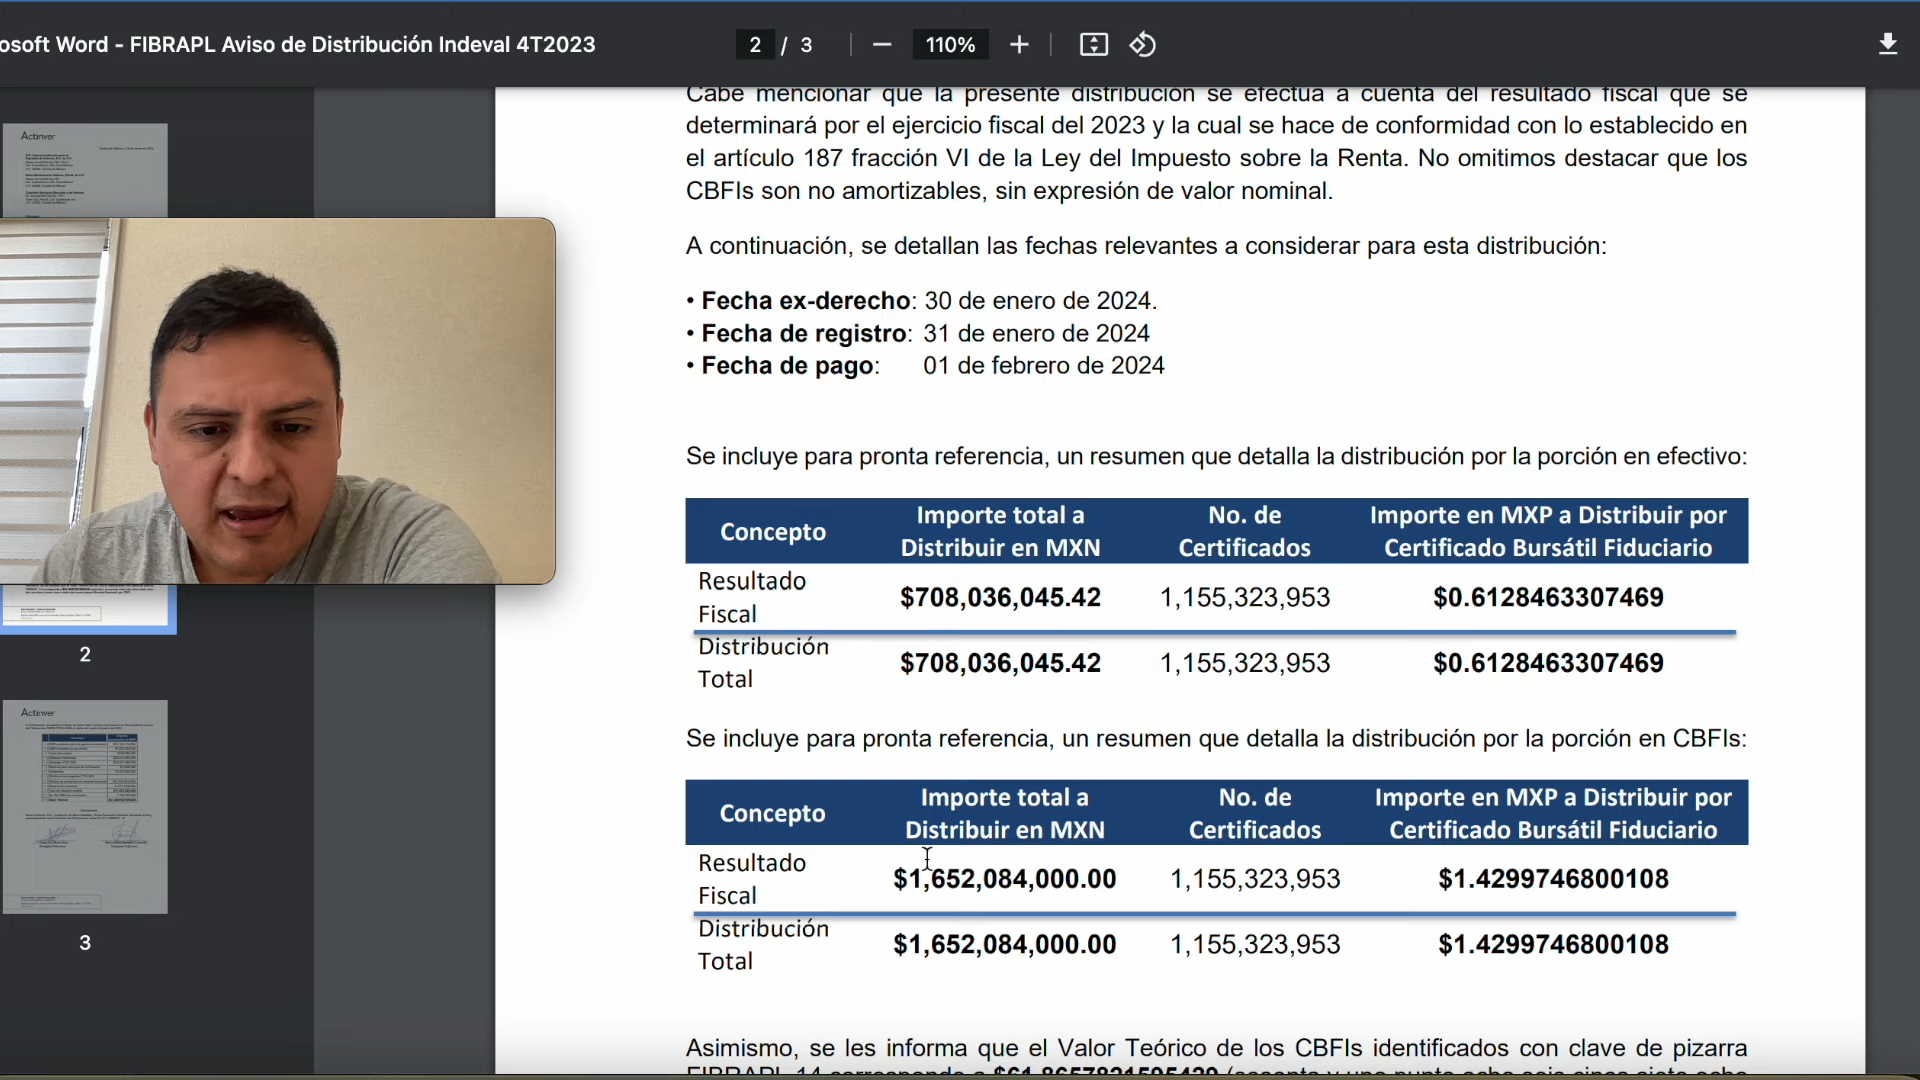 osoft Word - FIBRAPL Aviso de Distribución Indeval 4T2023
2 / 3
110%
Actinver
2
Actinver
3
Cabe mencionar que la presente distribución se efectúa a cuenta del resultado fiscal que se
determinará por el ejercicio fiscal del 2023 y la cual se hace de conformidad con lo establecido en
el artículo 187 fracción VI de la Ley del Impuesto sobre la Renta. No omitimos destacar que los
CBFIs son no amortizables, sin expresión de valor nominal.
A continuación, se detallan las fechas relevantes a considerar para esta distribución:
• Fecha ex-derecho: 30 de enero de 2024.
• Fecha de registro: 31 de enero de 2024
• Fecha de pago: 01 de febrero de 2024
Se incluye para pronta referencia, un resumen que detalla la distribución por la porción en efectivo:
Concepto
Importe total a
Distribuir en MXN
No. de
Certificados
Importe en MXP a Distribuir por
Certificado Bursátil Fiduciario
Resultado
Fiscal
$708,036,045.42
1,155,323,953
$0.6128463307469
Distribución
Total
$708,036,045.42
1,155,323,953
$0.6128463307469
Se incluye para pronta referencia, un resumen que detalla la distribución por la porción en CBFIs:
Concepto
Importe total a
Distribuir en MXN
No. de
Certificados
Importe en MXP a Distribuir por
Certificado Bursátil Fiduciario
Resultado
Fiscal
$1,652,084,000.00
1,155,323,953
$1.4299746800108
Distribución
Total
$1,652,084,000.00
1,155,323,953
$1.4299746800108
Asimismo, se les informa que el Valor Teórico de los CBFIs identificados con clave de pizarra